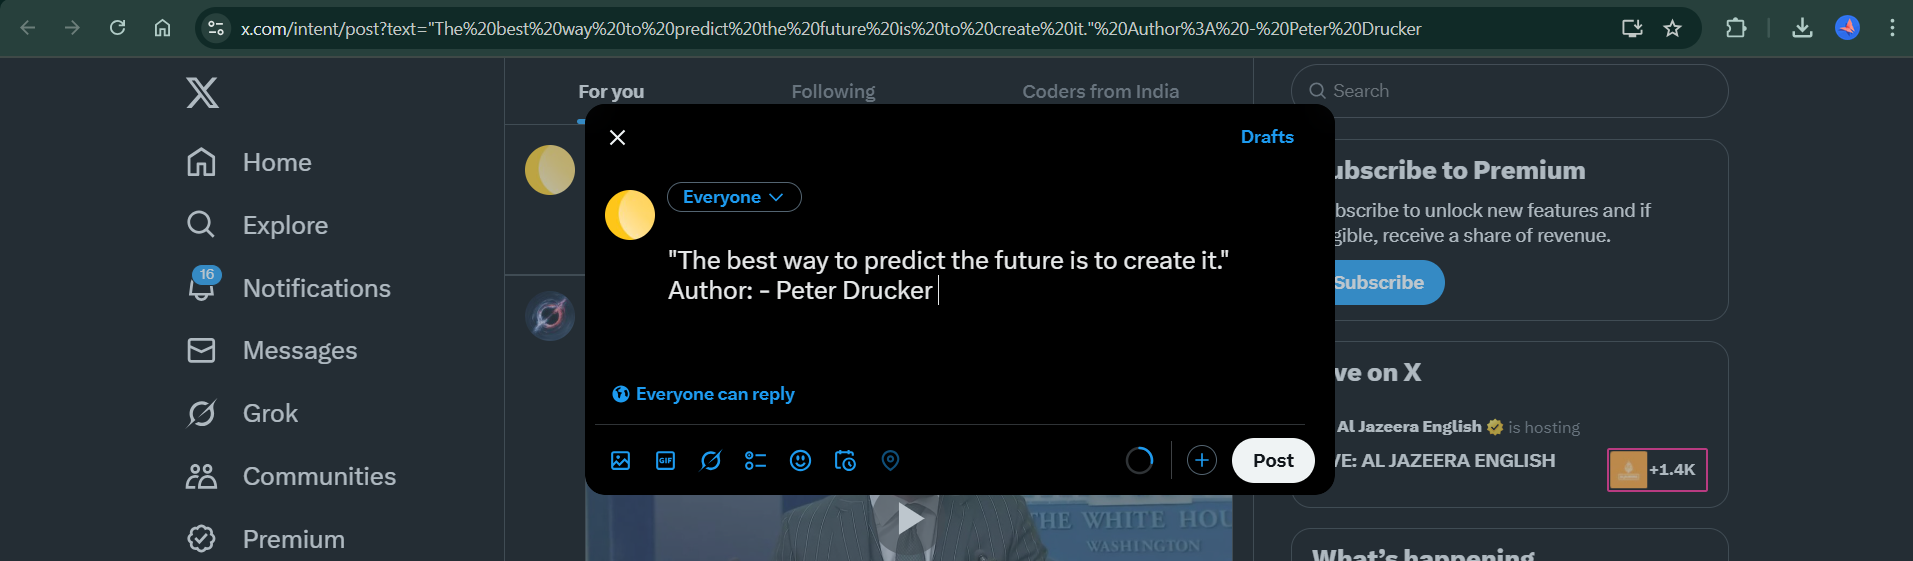 x.com/intent/post?text="The%20best%20way%20to%20predict%20the%20future%20is%20to%20create%20it."%20Author%3A%20-%20Peter%20Drucker
X
Home
Explore
16
Notifications
Messages
Grok
Communities
Premium
For you
Following
Coders from India
Drafts
Everyone
"The best way to predict the future is to create it."
Author: - Peter Drucker
Everyone can reply
GIF
Post
THE WHITE HOU
WASHINGTON
Search
ubscribe to Premium
bscribe to unlock new features and if
gible, receive a share of revenue.
Subscribe
ve on X
Al Jazeera English is hosting
VE: AL JAZEERA ENGLISH
+1.4K
What's happening